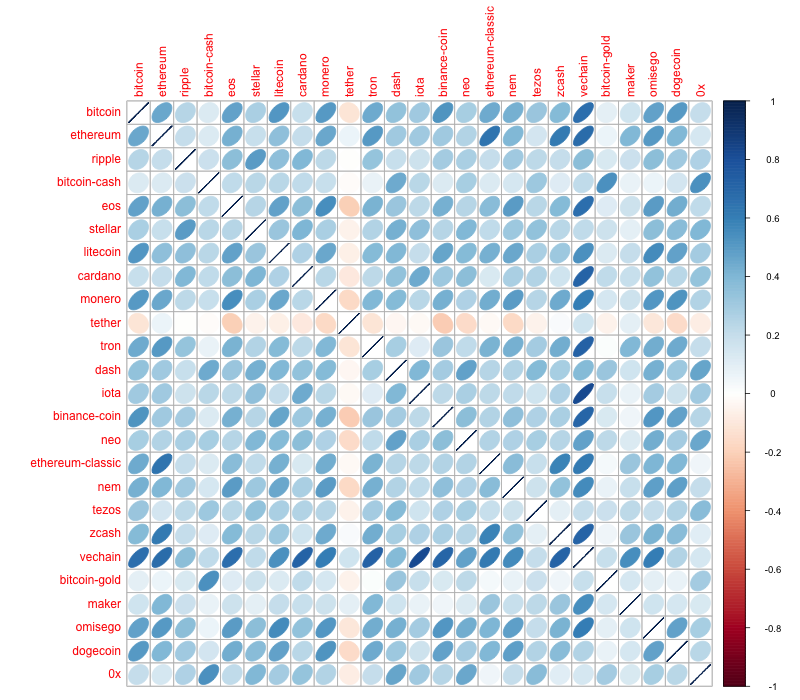 bitcoin
ethereum
ripple
bitcoin-cash
eos
stellar
litecoin
cardano
monero
tether
tron
dash
iota
binance-coin
neo
ethereum-classic
nem
tezos
zcash
vechain
bitcoin-gold
maker
omisego
dogecoin
0x
bitcoin
ethereum
ripple
bitcoin-cash
eos
stellar
litecoin
cardano
monero
tether
tron
dash
iota
binance-coin
neo
ethereum-classic
nem
tezos
zcash
vechain
bitcoin-gold
maker
omisego
dogecoin
0x
1
0.8
0.6
0.4
0.2
0
-0.2
-0.4
-0.6
-0.8
-1